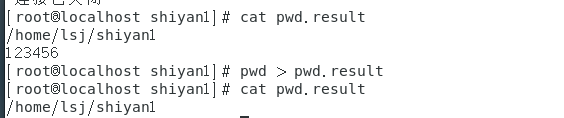 [root@localhost shiyan1]# cat pwd.result
/home/lsj/shiyan1
123456
[root@localhost shiyan1]# pwd > pwd.result
[root@localhost shiyan1]# cat pwd.result
/home/lsj/shiyan1